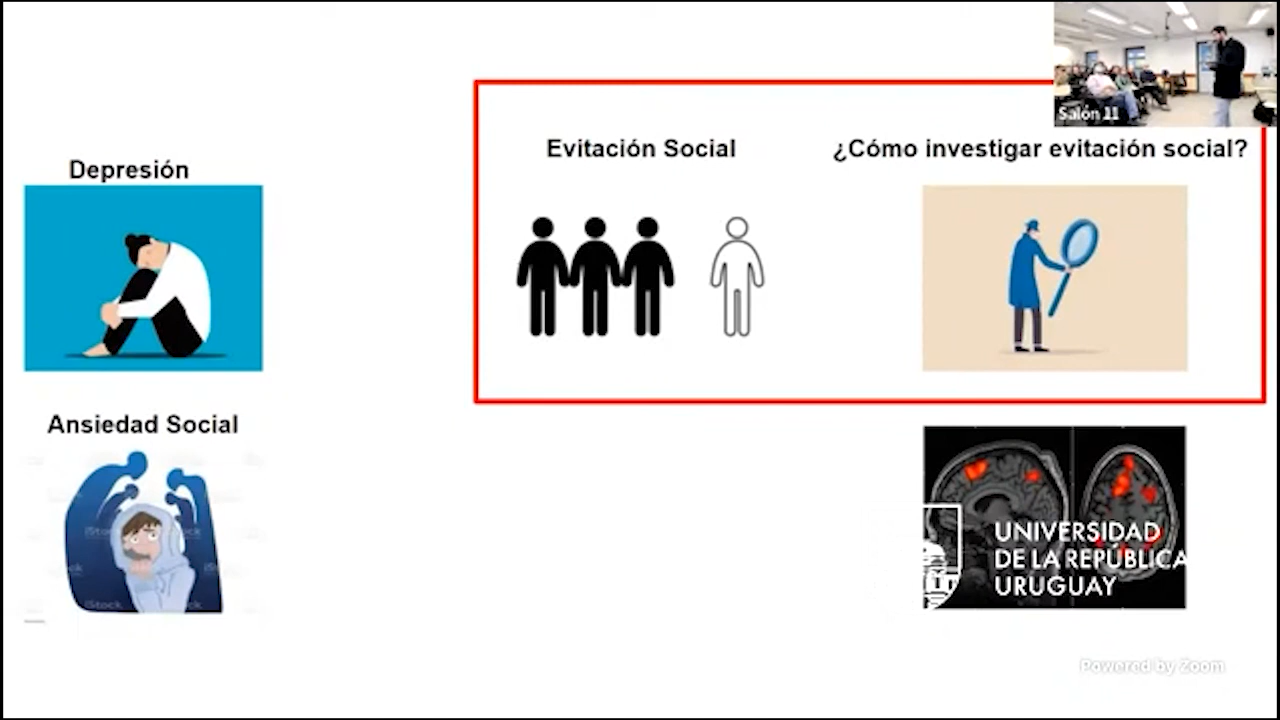 Salón 11
Evitación Social
¿Cómo investigar evitación social?
Depresión
Ansiedad Social
iStock
UNIVERSIDAD
DE LA REPÚBLICA
URUGUAY
Powered by Zoom